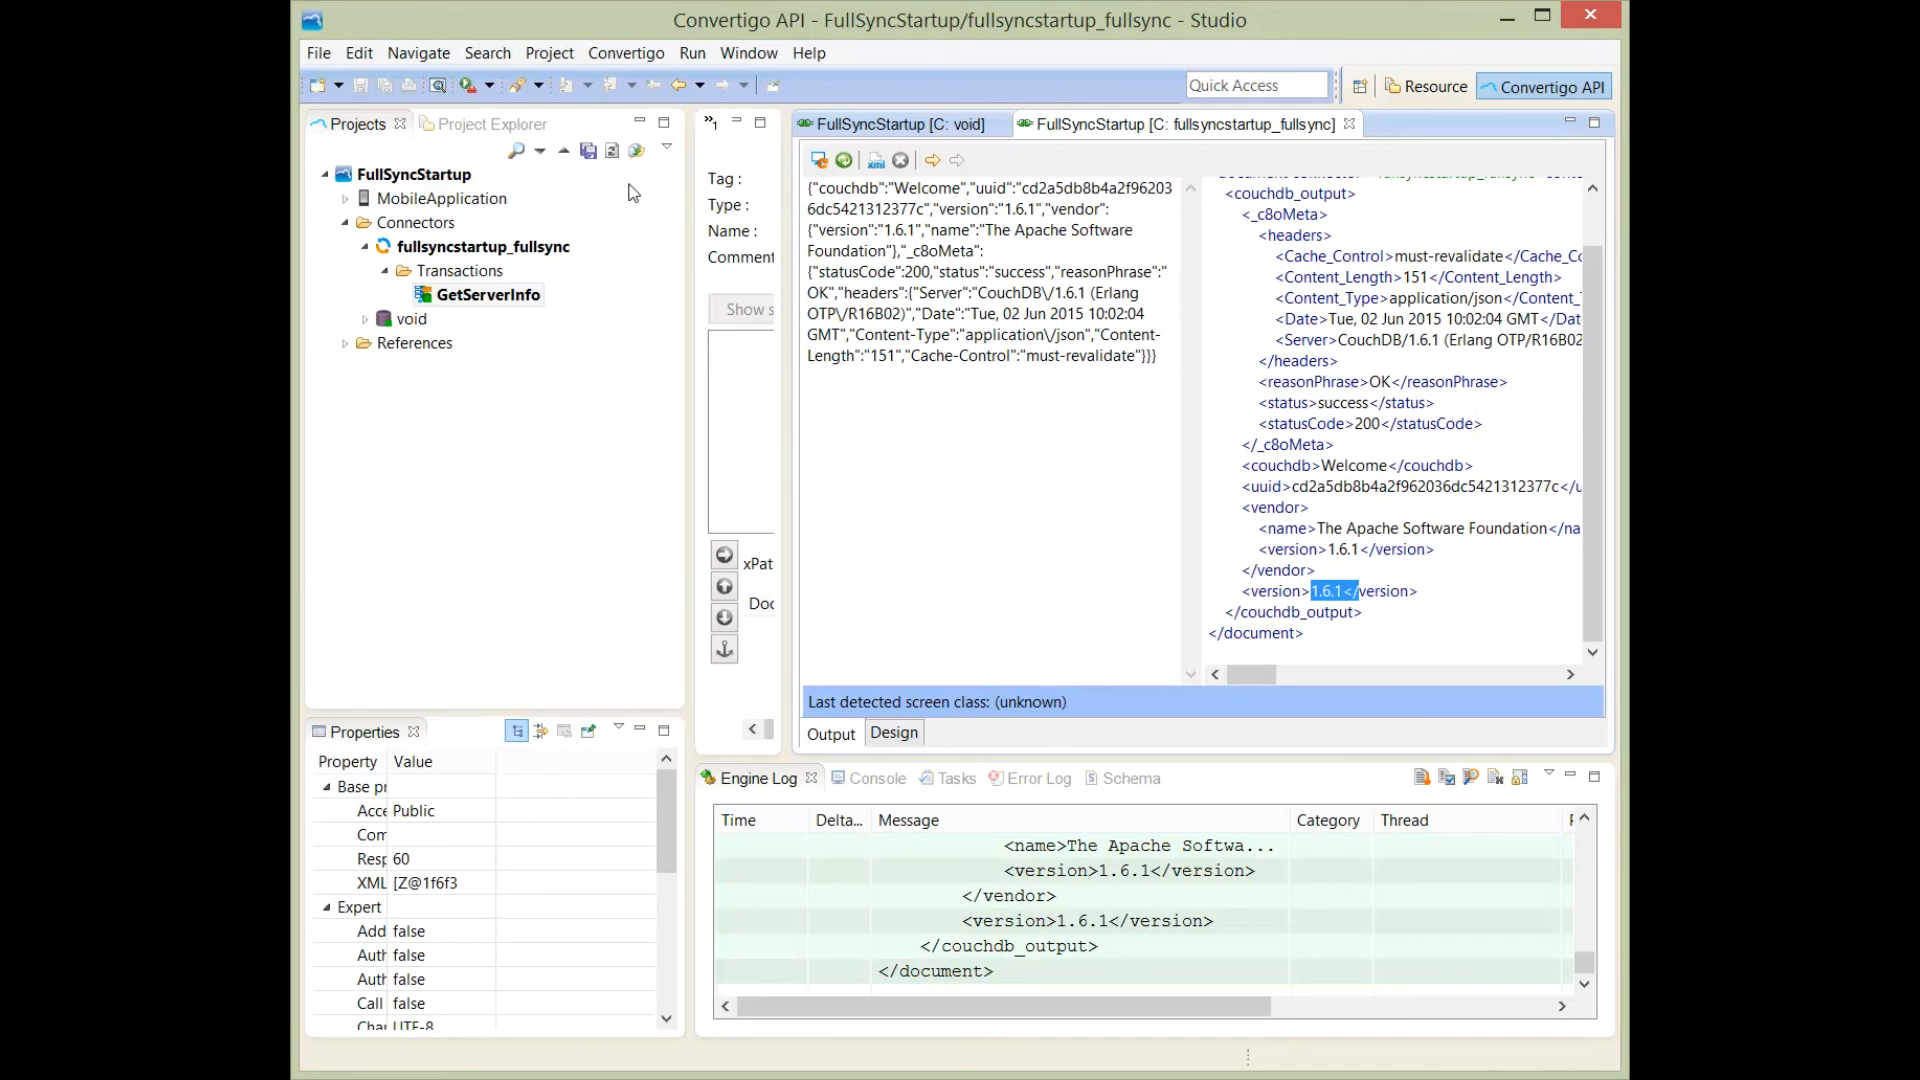 Convertigo API - FullSyncStartup/fullsyncstartup_fullsync - Studio
File Edit Navigate Search Project Convertigo Run Window Help
Quick Access
Resource
Convertigo API
Projects
Project Explorer
FullSyncStartup
MobileApplication
Connectors
fullsyncstartup_fullsync
Transactions
GetServerInfo
void
References
Tag :
Type :
Name :
Comment
Show s
xPat
Doc
FullSyncStartup [C: void]
FullSyncStartup [C: fullsyncstartup_fullsync]
{"couchdb":"Welcome","uuid":"cd2a5db8b4a2f96203
6dc5421312377c","version":"1.6.1","vendor":
{"version":"1.6.1","name":"The Apache Software
Foundation"},"_c8oMeta":
{"statusCode":200,"status":"success","reasonPhrase":"
OK","headers":{"Server":"CouchDB\/1.6.1 (Erlang
OTP\/R16B02)","Date":"Tue, 02 Jun 2015 10:02:04
GMT","Content-Type":"application\/json","Content-
Length":"151","Cache-Control":"must-revalidate"}}}
<couchdb_output>
<_c8oMeta>
<headers>
<Cache_Control>must-revalidate</Cache_Cc
<Content_Length>151</Content_Length>
<Content_Type>application/json</Content_T
<Date>Tue, 02 Jun 2015 10:02:04 GMT</Dat
<Server>CouchDB/1.6.1 (Erlang OTP/R16B02
</headers>
<reasonPhrase>OK</reasonPhrase>
<status>success</status>
<statusCode>200</statusCode>
</_c8oMeta>
<couchdb>Welcome</couchdb>
<uuid>cd2a5db8b4a2f962036dc5421312377c</u
<vendor>
<name>The Apache Software Foundation</na
<version>1.6.1</version>
</vendor>
<version>1.6.1</version>
</couchdb_output>
</document>
Last detected screen class: (unknown)
Output
Design
Properties
Property Value
Base pr
Acce Public
Com
Resp 60
XML [Z@1f6f3
Expert
Add false
Auth false
Auth false
Call false
Char UTF-8
Engine Log
Console
Tasks
Error Log
Schema
Time Delta... Message Category Thread
<name>The Apache Softwa...
<version>1.6.1</version>
</vendor>
<version>1.6.1</version>
</couchdb_output>
</document>